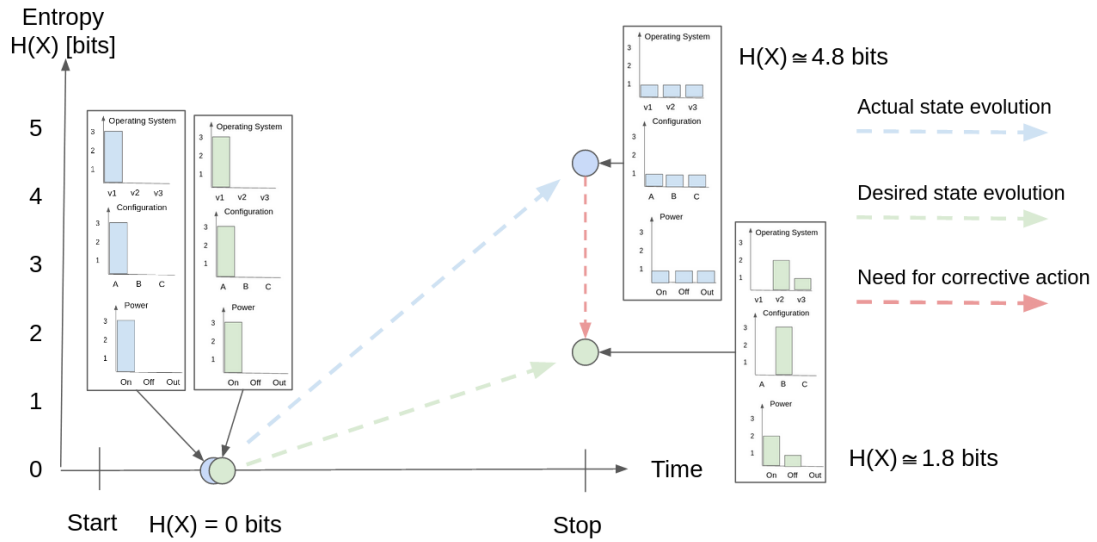 Entropy
H(X) [bits]
5
4
3
2
1
0
Operating System
3
2
1
v1 v2 v3
Configuration
3
2
1
A B C
Power
3
2
1
On Off Out
Operating System
3
2
1
v1 v2 v3
Configuration
3
2
1
A B C
Power
3
2
1
On Off Out
Operating System
3
2
1
v1 v2 v3
Configuration
3
2
1
A B C
Power
3
2
1
On Off Out
H(X) ≅ 4.8 bits
Actual state evolution
Desired state evolution
Need for corrective action
Operating System
3
2
1
v1 v2 v3
Configuration
3
2
1
A B C
Power
3
2
1
On Off Out
H(X) ≅ 1.8 bits
Time
Start
H(X) = 0 bits
Stop